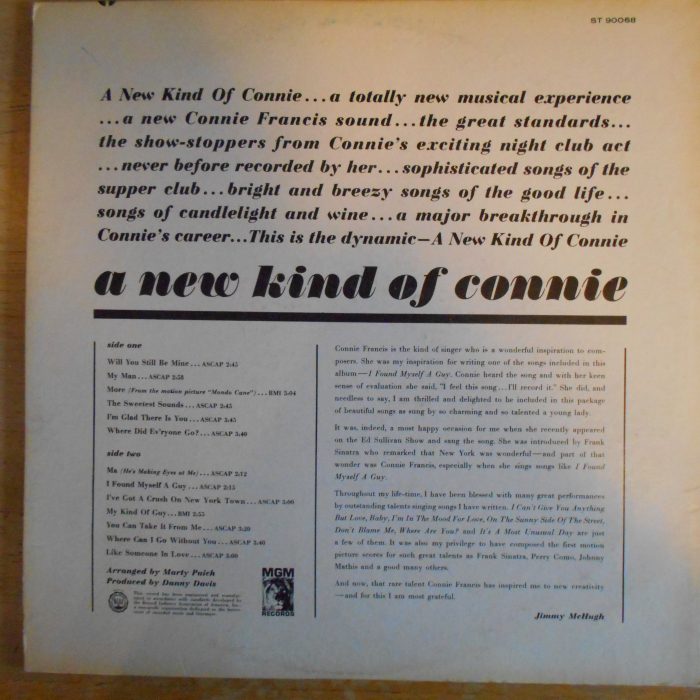 ST 90068
A New Kind Of Connie...a totally new musical experience
...a new Connie Francis sound...the great standards...
the show-stoppers from Connie's exciting night club act
...never before recorded by her...sophisticated songs of the
supper club...bright and breezy songs of the good life...
songs of candlelight and wine...a major breakthrough in
Connie's career...This is the dynamic—A New Kind Of Connie
a new kind of connie
side one
Will You Still Be Mine...ASCAP 2:45
My Man...ASCAP 2:58
More (From the motion picture "Mondo Cane")...BMI 3:04
The Sweetest Sounds...ASCAP 2:45
I'm Glad There Is You...ASCAP 3:45
Where Did Ev'ryone Go?...ASCAP 3:40
side two
Ma (He's Making Eyes at Me)...ASCAP 2:12
I Found Myself A Guy...ASCAP 2:15
I've Got A Crush On New York Town...ASCAP 3:06
My Kind Of Guy...BMI 2:55
You Can Take It From Me...ASCAP 3:20
Where Can I Go Without You...ASCAP 3:40
Like Someone In Love...ASCAP 3:00
Arranged by Marty Paich
Produced by Danny Davis
MGM
RECORDS
Connie Francis is the kind of singer who is a wonderful inspiration to com-
posers. She was my inspiration for writing one of the songs included in this
album—I Found Myself A Guy. Connie heard the song and with her keen
sense of evaluation she said, "I feel this song...I'll record it." She did, and
needless to say, I am thrilled and delighted to be included in this package
of beautiful songs as sung by so charming and so talented a young lady.
It was, indeed, a most happy occasion for me when she recently appeared
on the Ed Sullivan Show and sang the song. She was introduced by Frank
Sinatra who remarked that New York was wonderful—and part of that
wonder was Connie Francis, especially when she sings songs like I Found
Myself A Guy.
Throughout my life-time, I have been blessed with many great performances
by outstanding talents singing songs I have written. I Can't Give You Anything
But Love, Baby, I'm In The Mood For Love, On The Sunny Side Of The Street,
Don't Blame Me, Where Are You? and It's A Most Unusual Day are just
a few of them. It was also my privilege to have composed the first motion
picture scores for such great talents as Frank Sinatra, Perry Como, Johnny
Mathis and a good many others.
And now, that rare talent Connie Francis has inspired me to new creativity
—and for this I am most grateful.
Jimmy McHugh